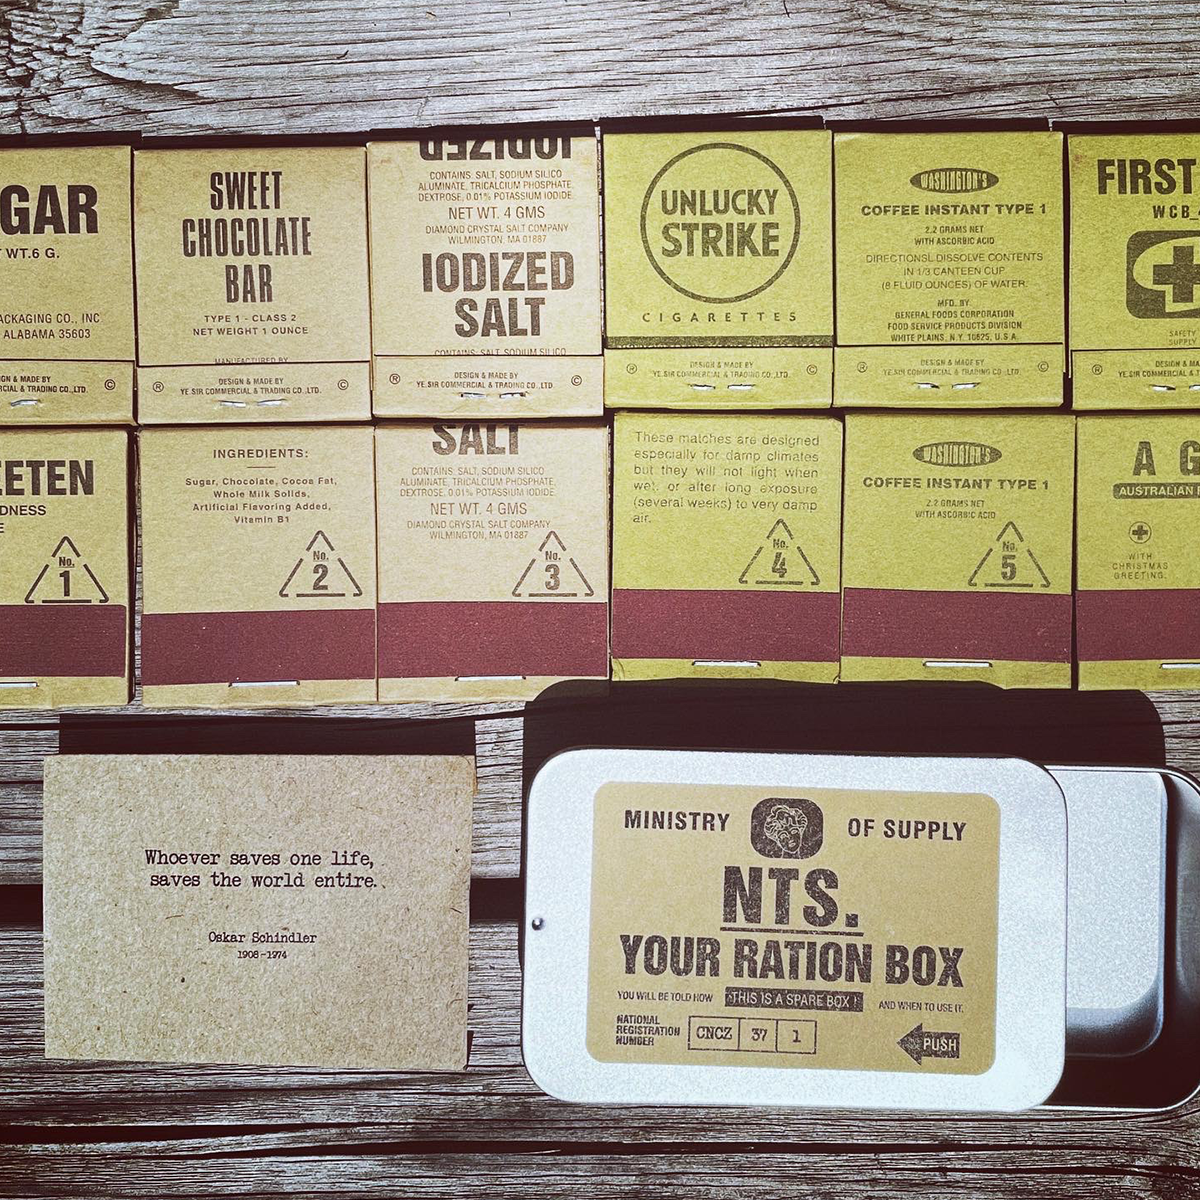 GAR
WT.6 G.
PACKAGING CO., INC
ALABAMA 35603
DESIGN & MADE BY
CIAL & TRADING CO.,LTD. ©
SWEET
CHOCOLATE
BAR
TYPE 1 - CLASS 2
NET WEIGHT 1 OUNCE
MANUFACTURED BY
® DESIGN & MADE BY ©
YE.SIR COMMERCIAL & TRADING CO.,LTD.
IODIZED
CONTAINS: SALT, SODIUM SILICO
ALUMINATE, TRICALCIUM PHOSPHATE,
DEXTROSE, 0.01% POTASSIUM IODIDE.
NET WT. 4 GMS
DIAMOND CRYSTAL SALT COMPANY
WILMINGTON, MA 01887
IODIZED
SALT
CONTAINS: SALT, SODIUM SILICO
® DESIGN & MADE BY ©
YE.SIR COMMERCIAL & TRADING CO.,LTD.
UNLUCKY
STRIKE
CIGARETTES
® DESIGN & MADE BY ©
YE.SIR COMMERCIAL & TRADING CO.,LTD.
WASHINGTON'S
COFFEE INSTANT TYPE 1
2.2 GRAMS NET
WITH ASCORBIC ACID
DIRECTIONS: DISSOLVE CONTENTS
IN 1/3 CANTEEN CUP
(8 FLUID OUNCES) OF WATER.
MFD. BY
GENERAL FOODS CORPORATION
FOOD SERVICE PRODUCTS DIVISION
WHITE PLAINS, N.Y. 10625, U.S.A.
® DESIGN & MADE BY ©
YE.SIR COMMERCIAL & TRADING CO.,LTD.
FIRST
WCB_
SAFETY
SUPPLY
® DESIGN & MADE
YE.SIR COMMERCIAL & TRA
EETEN
DNESS
E
No.
1
INGREDIENTS:
Sugar, Chocolate, Cocoa Fat,
Whole Milk Solids,
Artificial Flavoring Added,
Vitamin B1
No.
2
SALT
CONTAINS: SALT, SODIUM SILICO
ALUMINATE, TRICALCIUM PHOSPHATE,
DEXTROSE, 0.01% POTASSIUM IODIDE.
NET WT. 4 GMS
DIAMOND CRYSTAL SALT COMPANY
WILMINGTON, MA 01887
No.
3
These matches are designed
especially for damp climates
but they will not light when
wet, or after long exposure
(several weeks) to very damp
air.
No.
4
WASHINGTON'S
COFFEE INSTANT TYPE 1
2.2 GRAMS NET
WITH ASCORBIC ACID
No.
5
A G
AUSTRALIAN
WITH
CHRISTMAS
GREETING.
Whoever saves one life,
saves the world entire.
Oskar Schindler
1908-1974
MINISTRY OF SUPPLY
NTS.
YOUR RATION BOX
YOU WILL BE TOLD HOW THIS IS A SPARE BOX! AND WHEN TO USE IT.
NATIONAL
REGISTRATION
NUMBER
CNCZ 37 1
PUSH